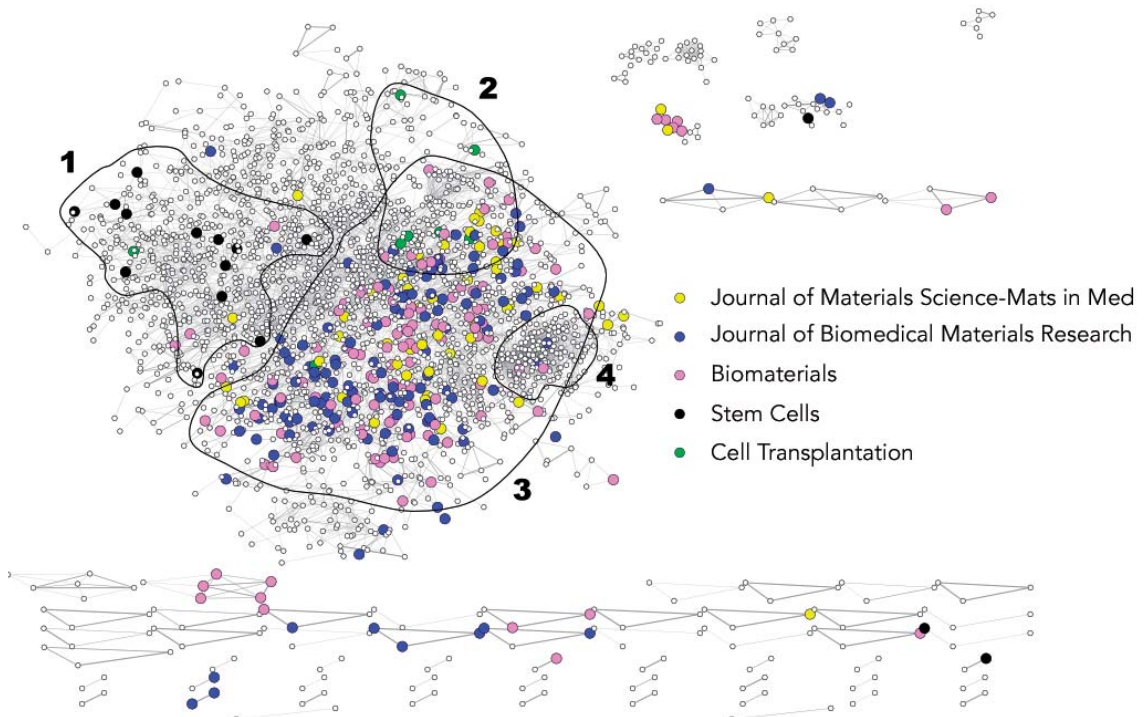 2
1
Journal of Materials Science-Mats in Med
Journal of Biomedical Materials Research
Biomaterials
4
Stem Cells
Cell Transplantation
3